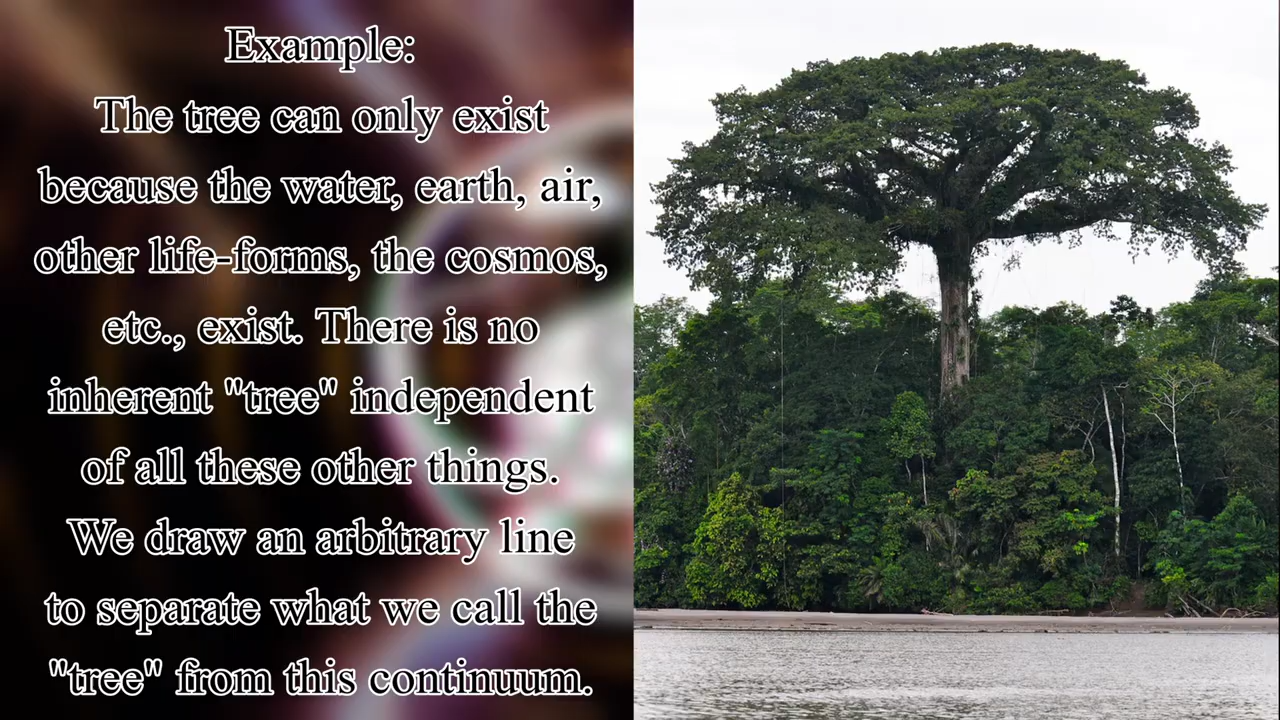 Example:
The tree can only exist
because the water, earth, air,
other life-forms, the cosmos,
etc., exist. There is no
inherent "tree" independent
of all these other things.
We draw an arbitrary line
to separate what we call the
"tree" from this continuum.